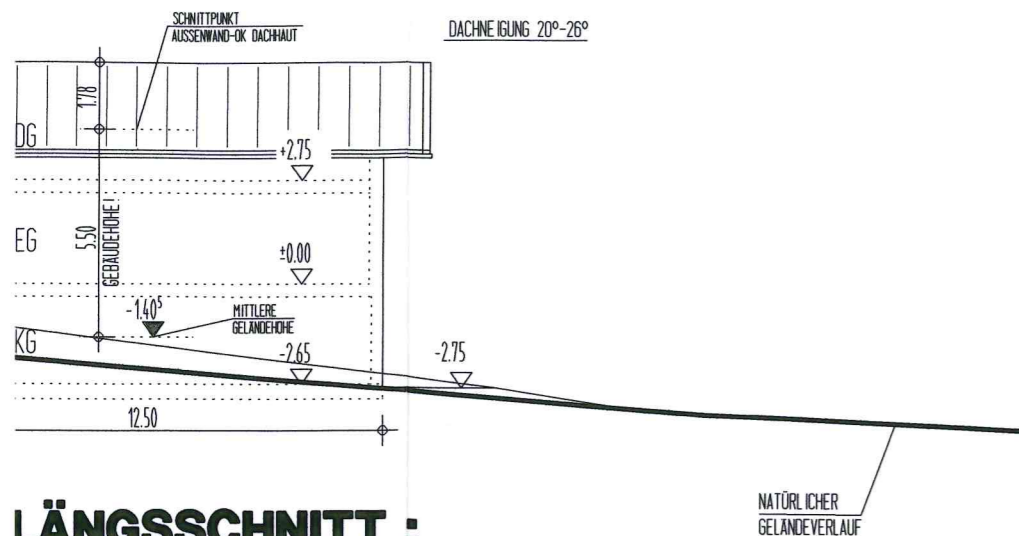 SCHNITTPUNKT
AUSSENWAND-OK DACHHAUT
DACHNEIGUNG 20°-26°
1.78
DG
+2.75
5.50
GEBÄUDEHÖHE!
EG
±0.00
-1.40⁵
MITTLERE
GELÄNDEHÖHE
KG
-2.65
-2.75
12.50
NATÜRLICHER
GELÄNDEVERLAUF
LÄNGSSCHNITT :